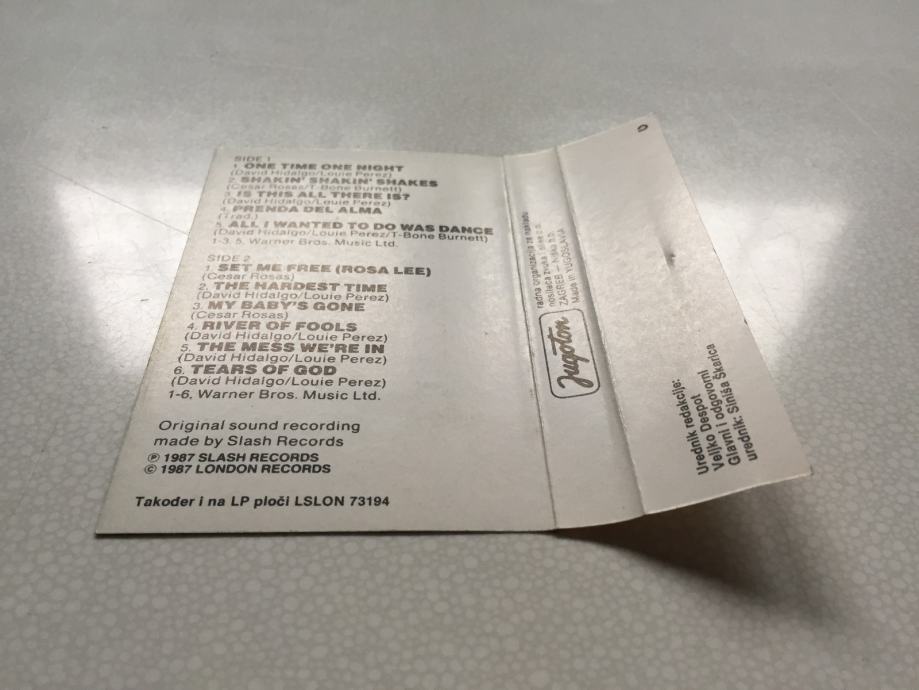 SIDE 1
1. ONE TIME ONE NIGHT
(David Hidalgo/Louie Perez)
2. SHAKIN' SHAKIN' SHAKES
(Cesar Rosas/T-Bone Burnett)
3. IS THIS ALL THERE IS?
(David Hidalgo/Louie Perez)
4. PRENDA DEL ALMA
(Trad.)
5. ALL I WANTED TO DO WAS DANCE
(David Hidalgo/Louie Perez/T-Bone Burnett)
1-3, 5, Warner Bros. Music Ltd.
SIDE 2
1. SET ME FREE (ROSA LEE)
(Cesar Rosas)
2. THE HARDEST TIME
(David Hidalgo/Louie Perez)
3. MY BABY'S GONE
(Cesar Rosas)
4. RIVER OF FOOLS
(David Hidalgo/Louie Perez)
5. THE MESS WE'RE IN
(David Hidalgo/Louie Perez)
6. TEARS OF GOD
(David Hidalgo/Louie Perez)
1-6, Warner Bros. Music Ltd.
Original sound recording
made by Slash Records
℗ 1987 SLASH RECORDS
© 1987 LONDON RECORDS
Također i na LP ploči LSLON 73194
Jugoton
radna organizacija za nakladu
nosilaca zvuka i slike
ZAGREB —
Made in YUGOSLAVIA
Urednik redakcije:
Veljko Despot
Glavni i odgovorni
urednik: Siniša Škarica